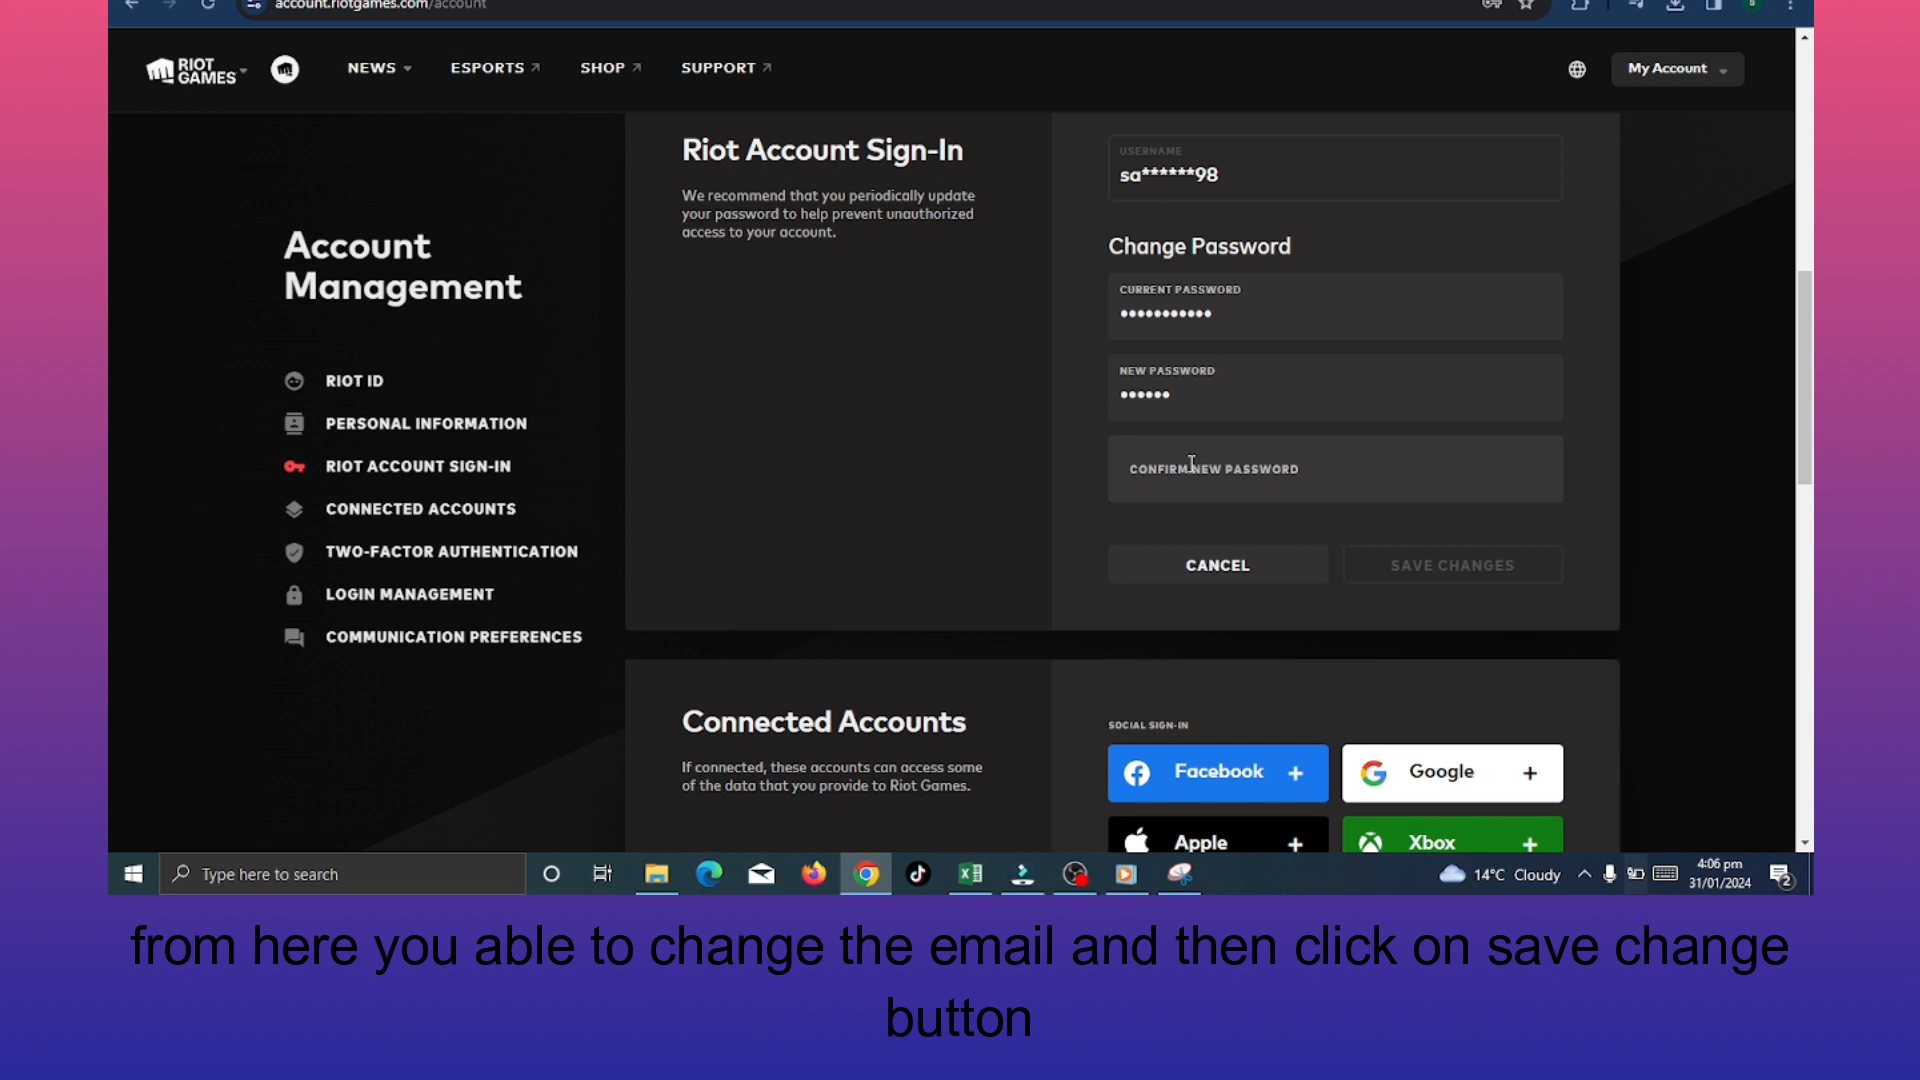 account.riotgames.com/account
RIOT GAMES
NEWS
ESPORTS
SHOP
SUPPORT
My Account
Account
Management
RIOT ID
PERSONAL INFORMATION
RIOT ACCOUNT SIGN-IN
CONNECTED ACCOUNTS
TWO-FACTOR AUTHENTICATION
LOGIN MANAGEMENT
COMMUNICATION PREFERENCES
Riot Account Sign-In
We recommend that you periodically update
your password to help prevent unauthorized
access to your account.
USERNAME
sa******98
Change Password
CURRENT PASSWORD
•••••••••••
NEW PASSWORD
••••••
CONFIRM NEW PASSWORD
CANCEL
SAVE CHANGES
Connected Accounts
If connected, these accounts can access some
of the data that you provide to Riot Games.
SOCIAL SIGN-IN
Facebook +
Google +
Apple +
Xbox +
Type here to search
14°C Cloudy
4:06 pm
31/01/2024
2
from here you able to change the email and then click on save change
button